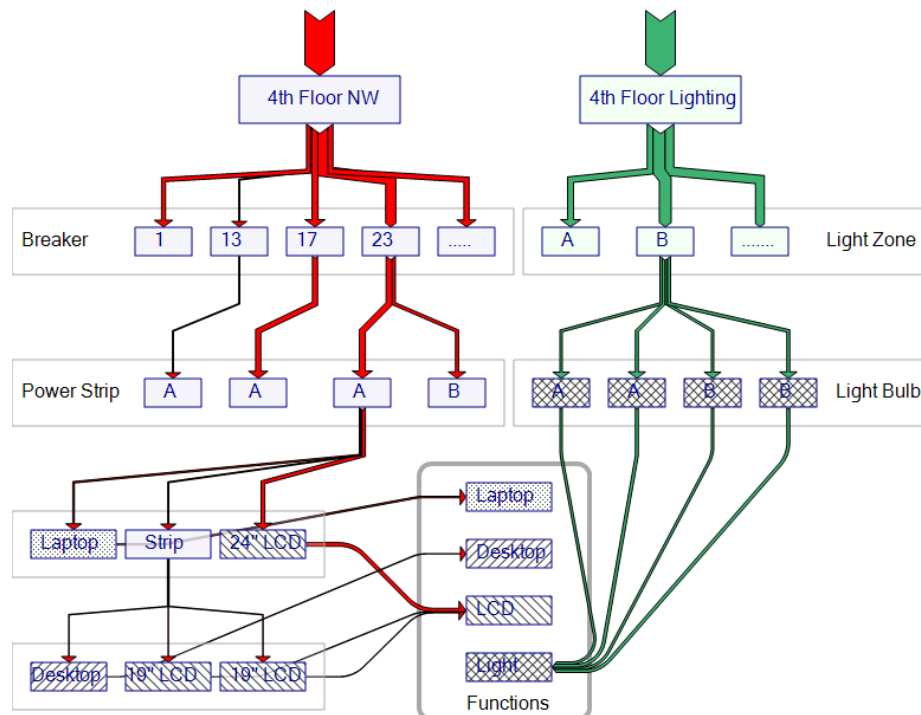 4th Floor NW
4th Floor Lighting
Breaker
1
13
17
23
.....
A
B
.......
Light Zone
Power Strip
A
A
A
B
A
A
B
B
Light Bulb
Laptop
Strip
24" LCD
Laptop
Desktop
LCD
Light
Functions
Desktop
19" LCD
19" LCD